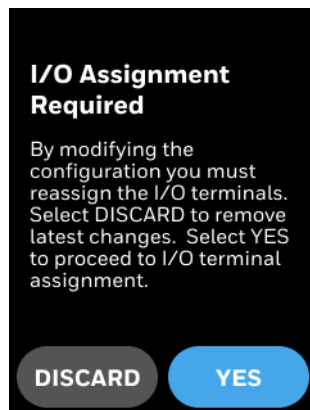 I/O Assignment
Required
By modifying the
configuration you must
reassign the I/O terminals.
Select DISCARD to remove
latest changes.  Select YES
to proceed to I/O terminal
assignment.
DISCARD
YES